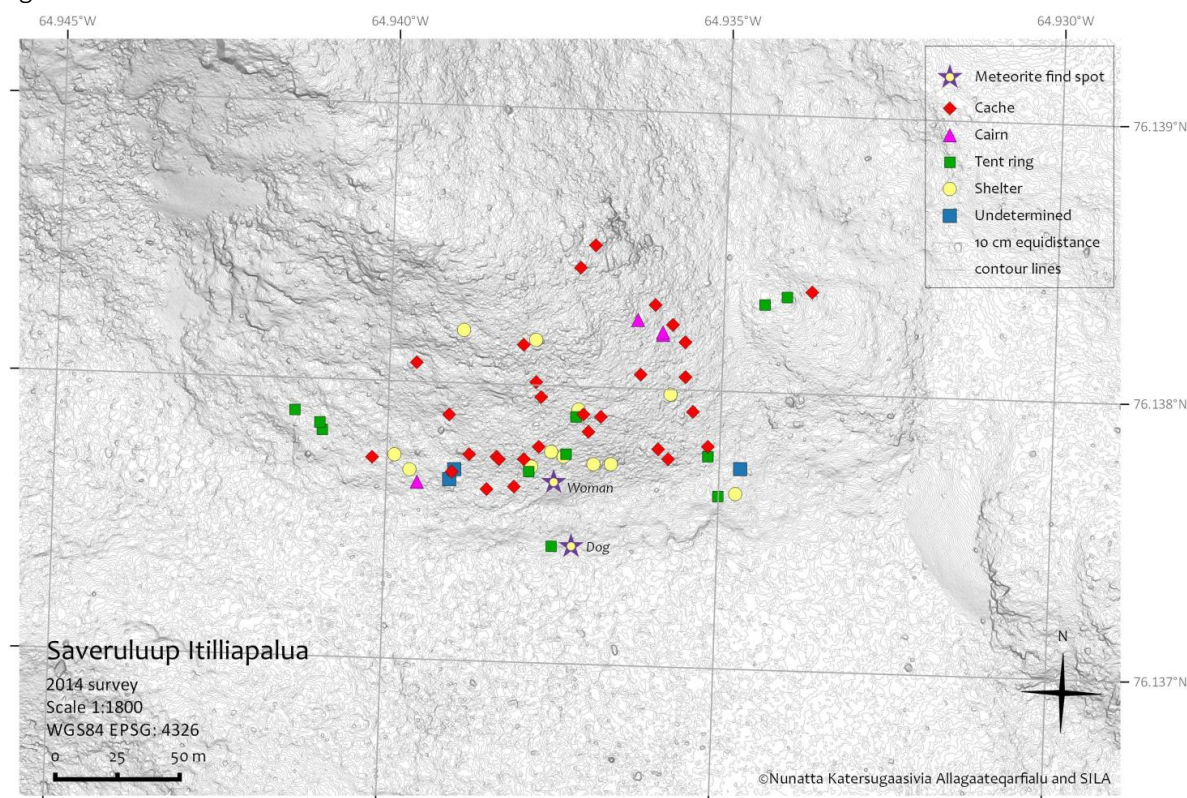 64.945°W 64.940°W 64.935°W 64.930°W
Meteorite find spot
Cache
76.139°N
Cairn
Tent ring
Shelter
Undetermined
10 cm equidistance
contour lines
76.138°N
Woman
Dog
N
Saveruluup Itilliapalua
76.137°N
2014 survey
Scale 1:1800
WGS84 EPSG: 4326
0 25 50 m
©Nunatta Katersugaasivia Allagaateqarfialu and SILA